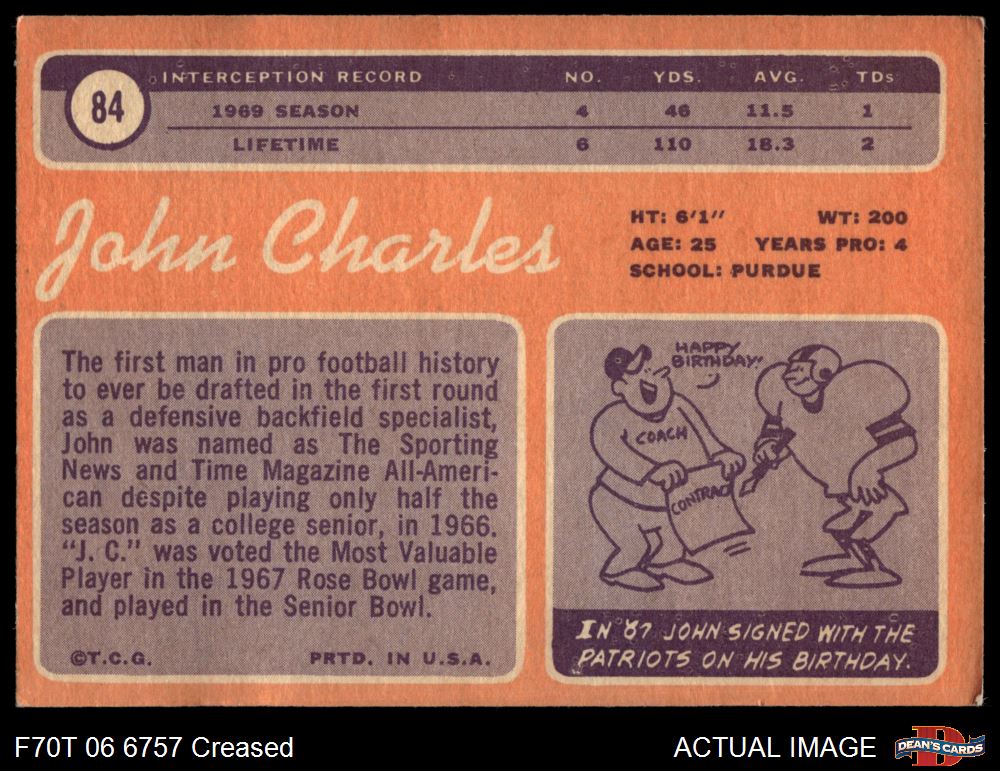 84
INTERCEPTION RECORD NO. YDS. AVG. TDs
1969 SEASON 4 46 11.5 1
LIFETIME 6 110 18.3 2
John Charles
HT: 6'1" WT: 200
AGE: 25 YEARS PRO: 4
SCHOOL: PURDUE
The first man in pro football history
to ever be drafted in the first round
as a defensive backfield specialist,
John was named as The Sporting
News and Time Magazine All-Ameri-
can despite playing only half the
season as a college senior, in 1966.
"J. C." was voted the Most Valuable
Player in the 1967 Rose Bowl game,
and played in the Senior Bowl.
©T.C.G. PRTD. IN U.S.A.
HAPPY
BIRTHDAY!
COACH
CONTRACT
IN '67 JOHN SIGNED WITH THE
PATRIOTS ON HIS BIRTHDAY.
F70T 06 6757 Creased
ACTUAL IMAGE
DEAN'S CARDS